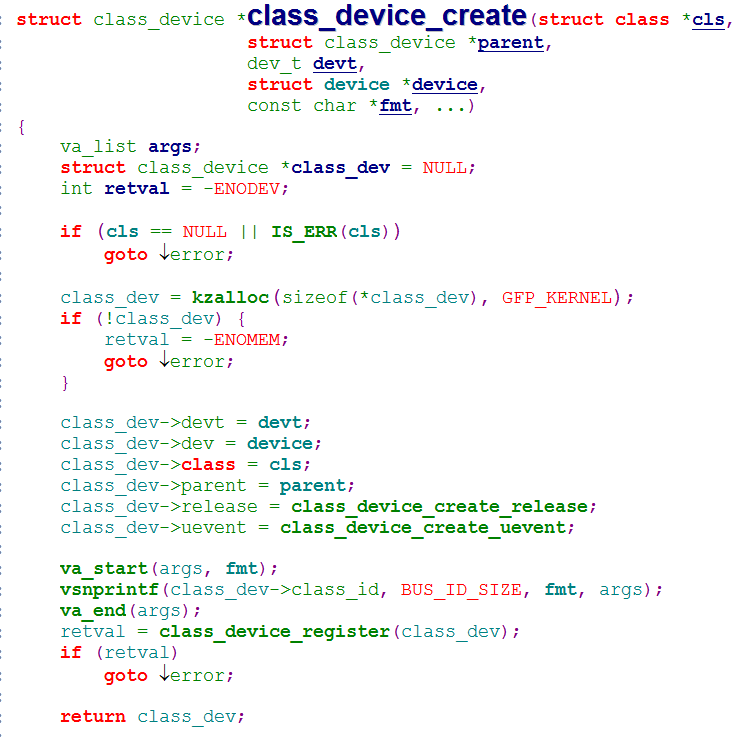 struct class_device *class_device_create(struct class *cls,
struct class_device *parent,
dev_t devt,
struct device *device,
const char *fmt, ...)
{
va_list args;
struct class_device *class_dev = NULL;
int retval = -ENODEV;
if (cls == NULL || IS_ERR(cls))
goto ↓error;
class_dev = kzalloc(sizeof(*class_dev), GFP_KERNEL);
if (!class_dev) {
retval = -ENOMEM;
goto ↓error;
}
class_dev->devt = devt;
class_dev->dev = device;
class_dev->class = cls;
class_dev->parent = parent;
class_dev->release = class_device_create_release;
class_dev->uevent = class_device_create_uevent;
va_start(args, fmt);
vsnprintf(class_dev->class_id, BUS_ID_SIZE, fmt, args);
va_end(args);
retval = class_device_register(class_dev);
if (retval)
goto ↓error;
return class_dev;